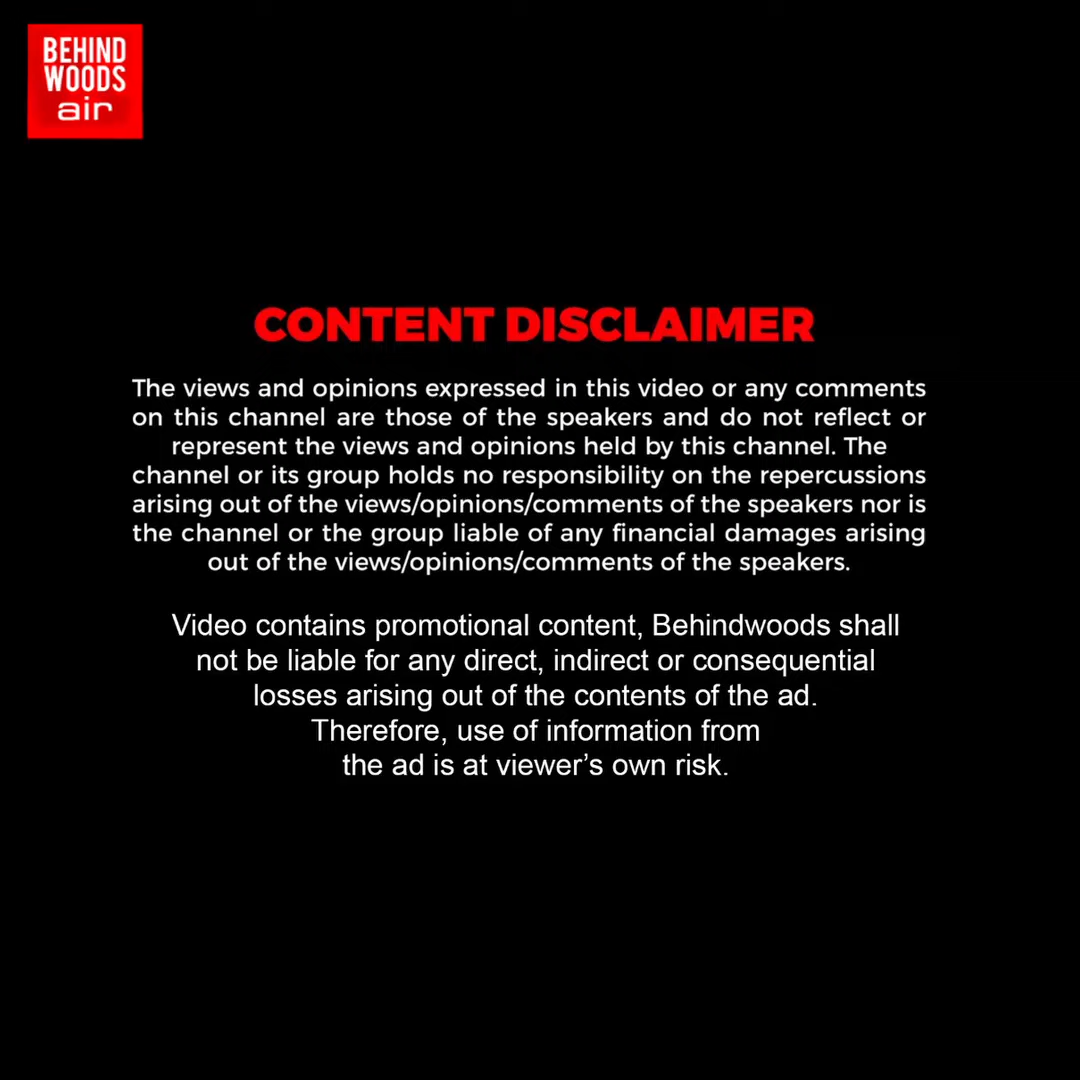 BEHIND
WOODS
air
CONTENT DISCLAIMER
The views and opinions expressed in this video or any comments
on this channel are those of the speakers and do not reflect or
represent the views and opinions held by this channel. The
channel or its group holds no responsibility on the repercussions
arising out of the views/opinions/comments of the speakers nor is
the channel or the group liable of any financial damages arising
out of the views/opinions/comments of the speakers.
Video contains promotional content, Behindwoods shall
not be liable for any direct, indirect or consequential
losses arising out of the contents of the ad.
Therefore, use of information from
the ad is at viewer’s own risk.